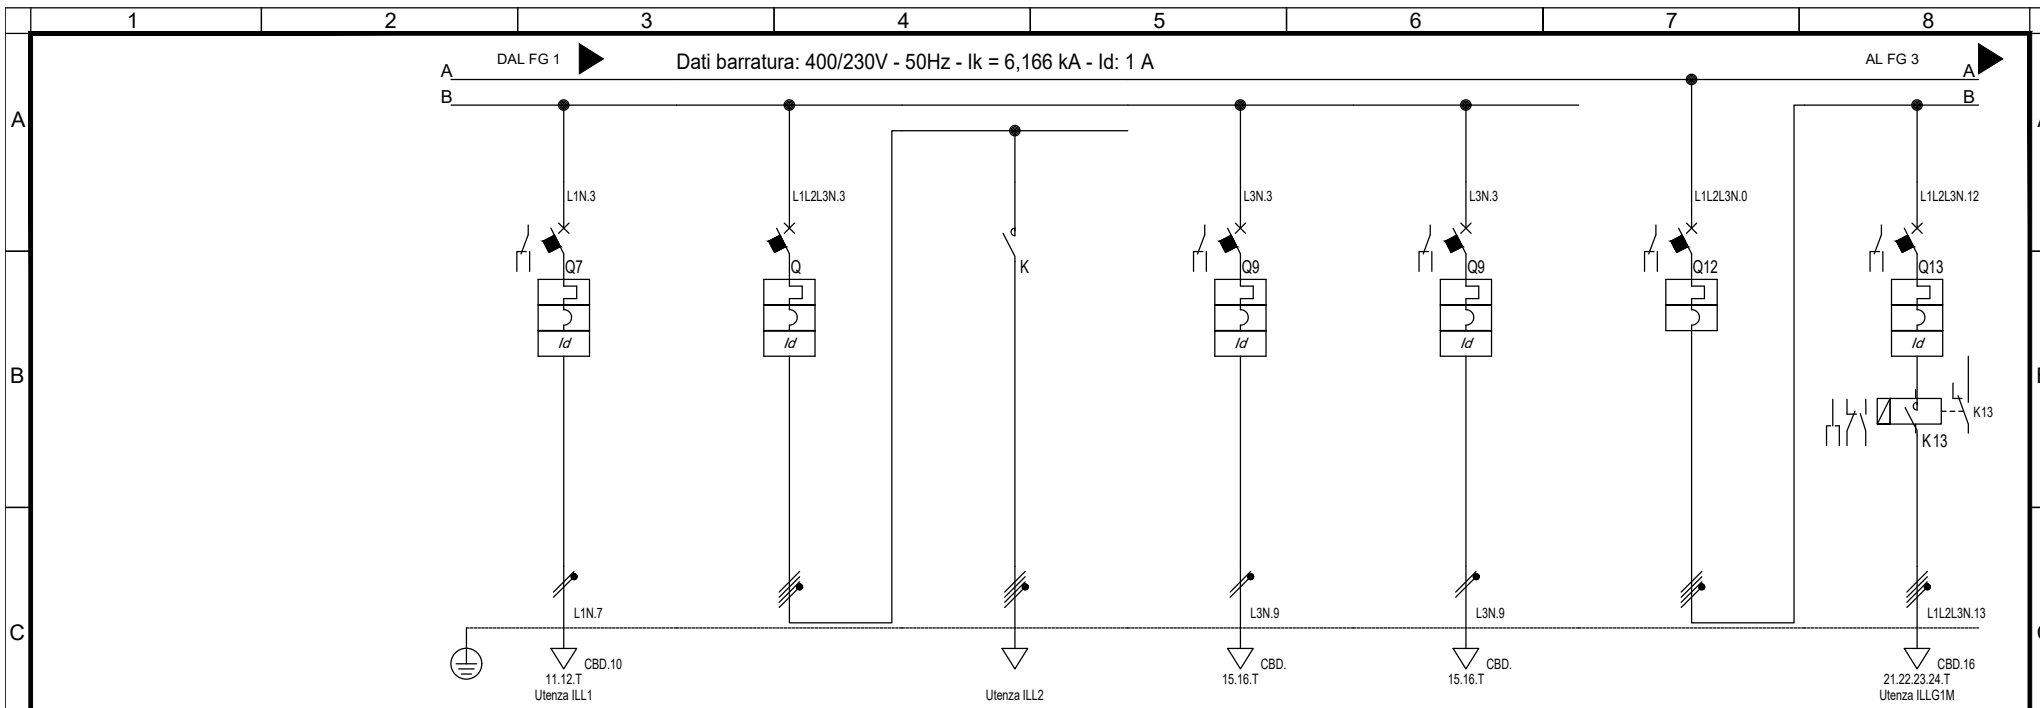 1 2 3 4 5 6 7 8
DAL FG 1 Dati barratura: 400/230V - 50Hz - Ik = 6,166 kA - Id: 1 A AL FG 3
A A
B B
A
L1N.3 L1L2L3N.3 L3N.3 L3N.3 L1L2L3N.0 L1L2L3N.12
Q7 Q K Q9 Q9 Q12 Q13
Id Id Id Id Id
B
K13
K13
L1N.7 L3N.9 L3N.9 L1L2L3N.13
C
CBD.10 CBD. CBD. CBD.16
11.12.T 15.16.T 15.16.T 21.22.23.24.T
Utenza ILL1 Utenza ILL2 Utenza ILLG1M